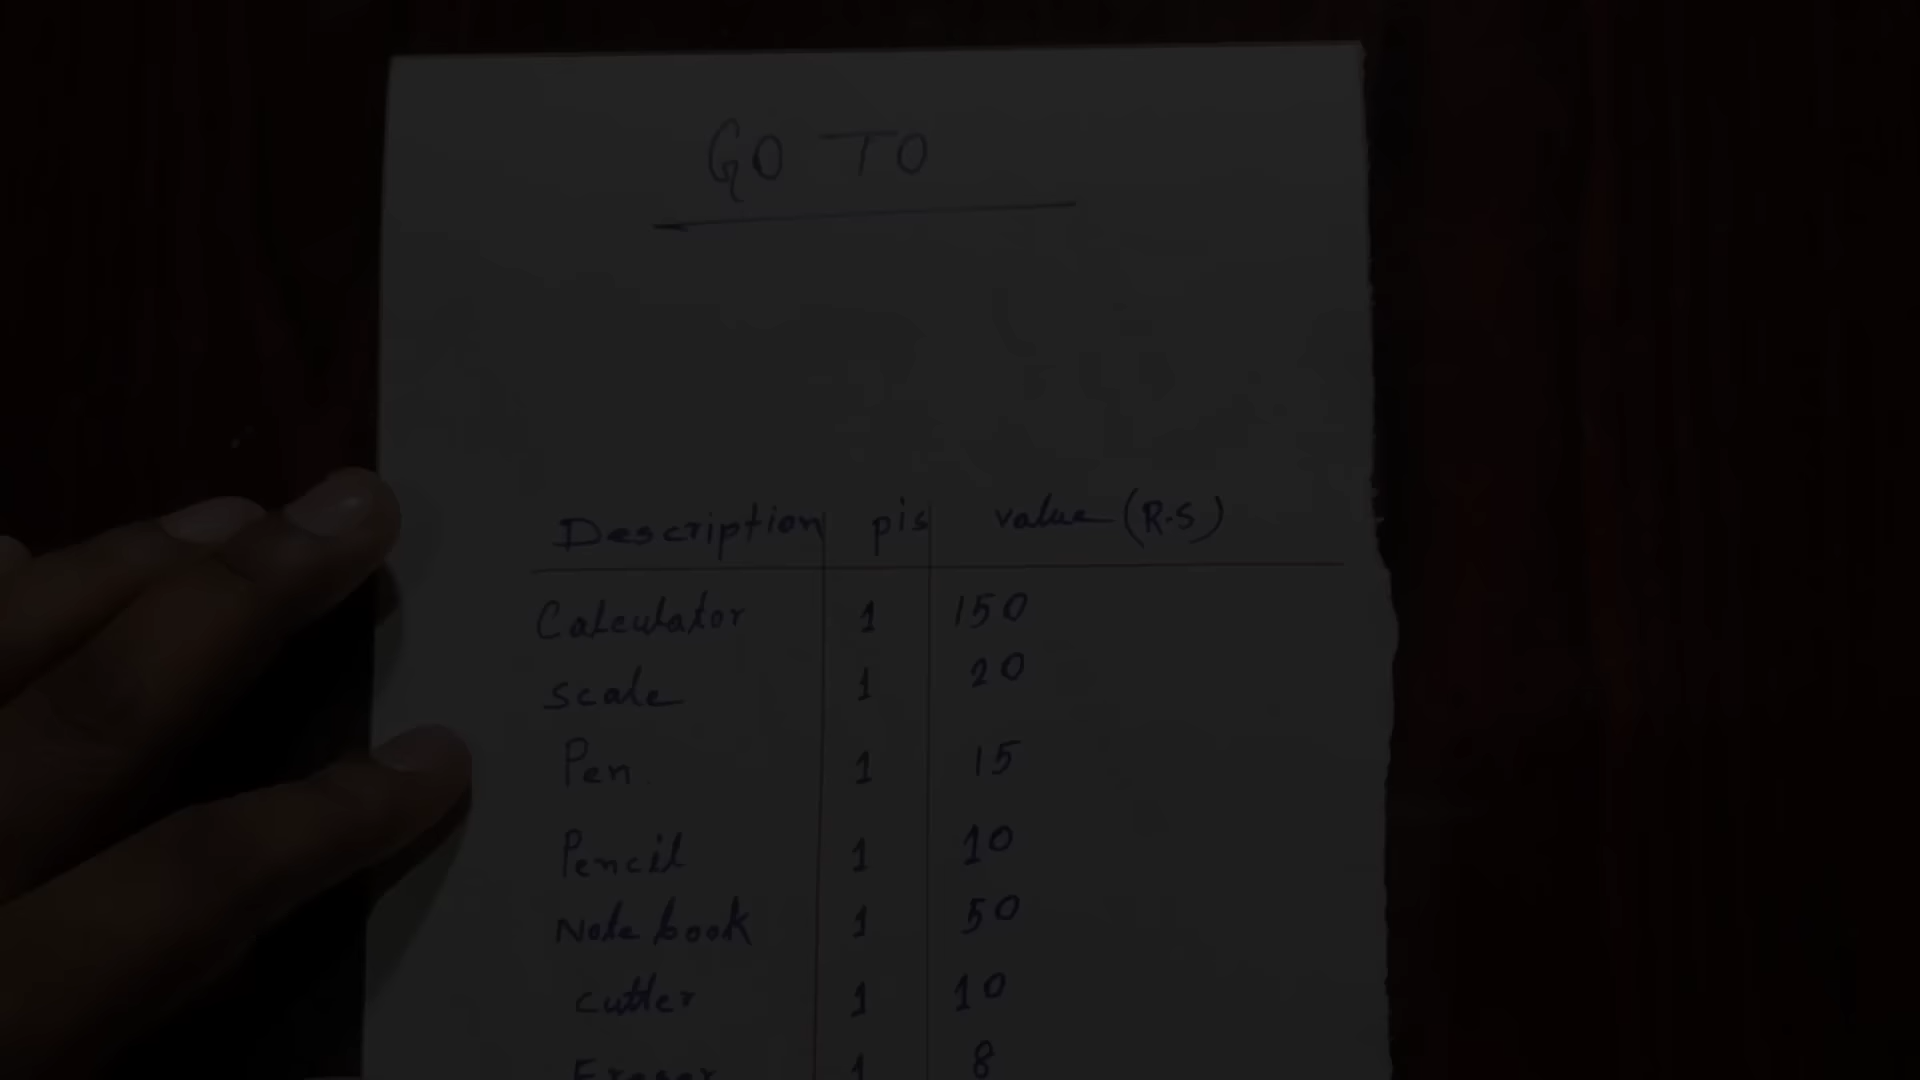 GO TO
Description pis value (R.S)
Calculator 1 150
Scale 1 20
Pen 1 15
Pencil 1 10
Note book 1 50
cutter 1 10
Eraser 1 8